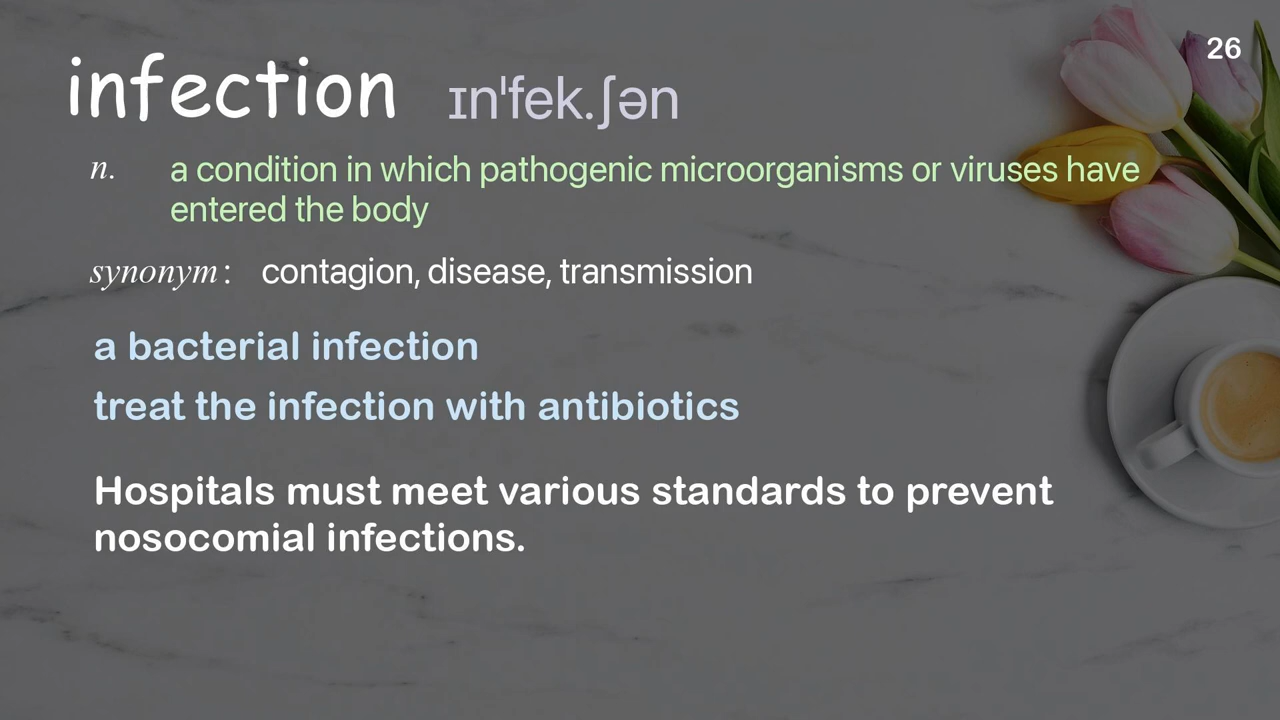 26
infection ɪnˈfek.ʃən
n. a condition in which pathogenic microorganisms or viruses have
entered the body
synonym: contagion, disease, transmission
a bacterial infection
treat the infection with antibiotics
Hospitals must meet various standards to prevent
nosocomial infections.